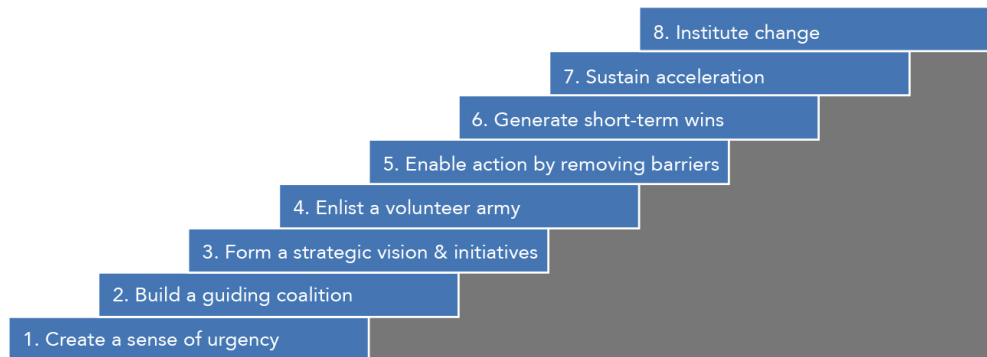 8. Institute change
7. Sustain acceleration
6. Generate short-term wins
5. Enable action by removing barriers
4. Enlist a volunteer army
3. Form a strategic vision & initiatives
2. Build a guiding coalition
1. Create a sense of urgency